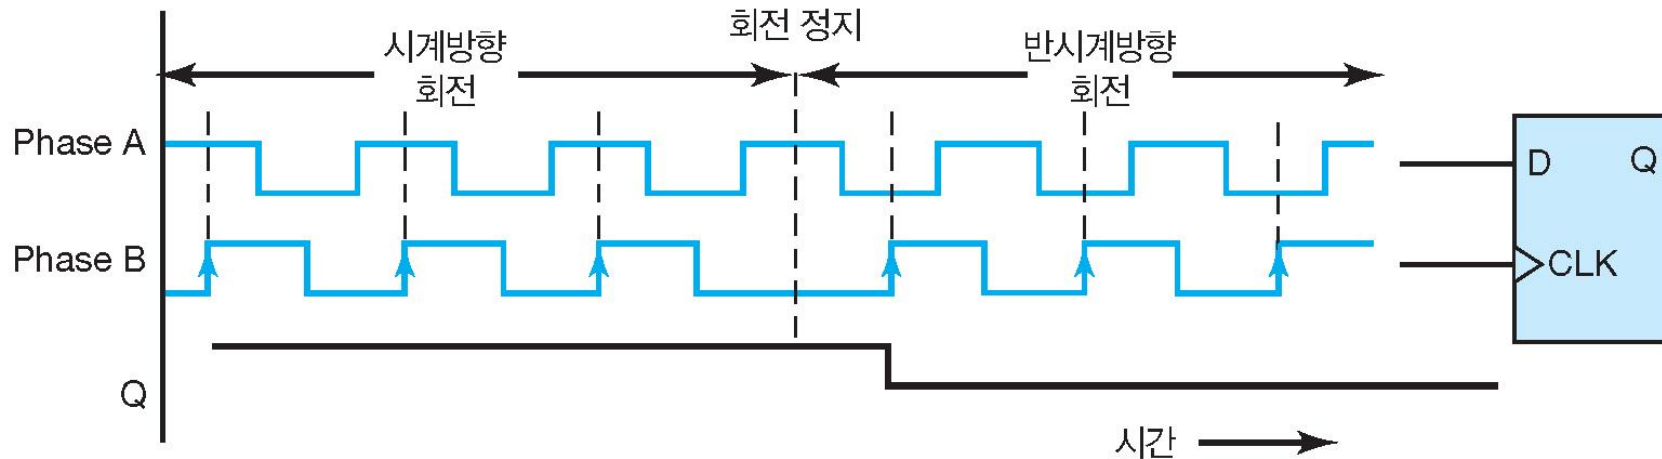 회전 정지
시계방향
회전
반시계방향
회전
Phase A
D
Q
Phase B
CLK
Q
시간